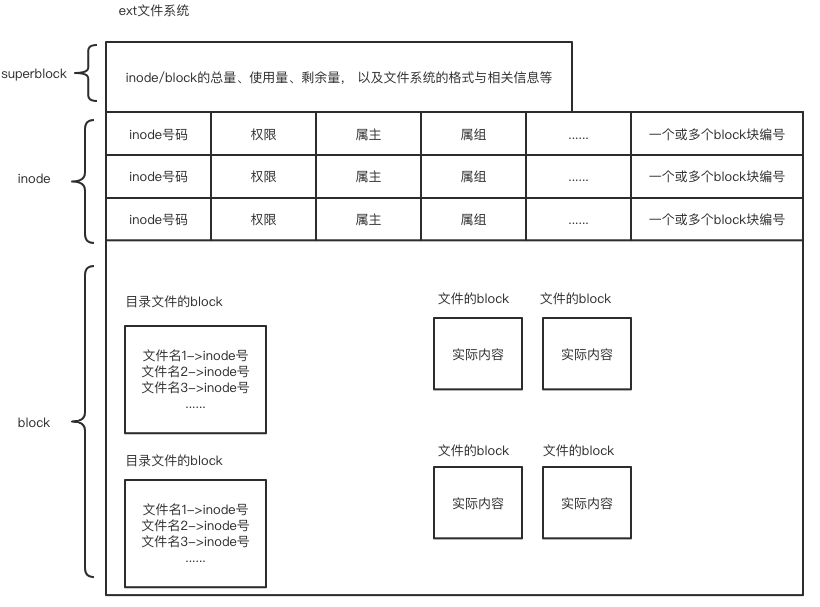 ext文件系统
superblock
inode/block的总量、使用量、剩余量， 以及文件系统的格式与相关信息等
inode
inode号码 权限 属主 属组 ...... 一个或多个block块编号
inode号码 权限 属主 属组 ...... 一个或多个block块编号
inode号码 权限 属主 属组 ...... 一个或多个block块编号
block
目录文件的block
文件名1->inode号
文件名2->inode号
文件名3->inode号
......
文件的block 文件的block
实际内容 实际内容
目录文件的block
文件名1->inode号
文件名2->inode号
文件名3->inode号
......
文件的block 文件的block
实际内容 实际内容